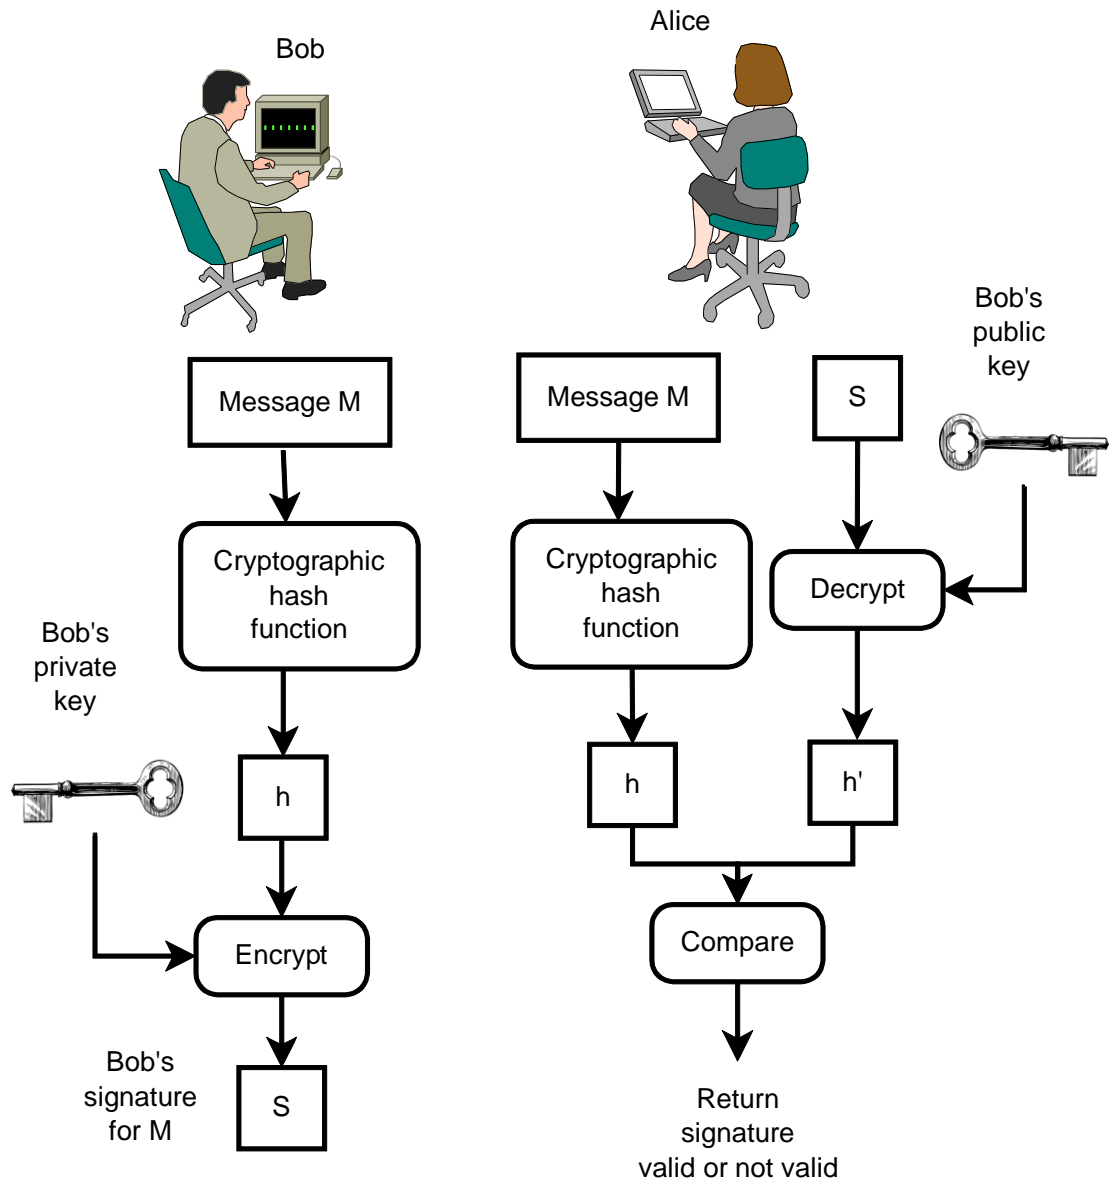 Bob
Alice
Bob's
public
key
Message M
Message M
S
Cryptographic
hash
function
Cryptographic
hash
function
Decrypt
Bob's
private
key
h
h
h'
Encrypt
Compare
Bob's
signature
for M
S
Return
signature
valid or not valid